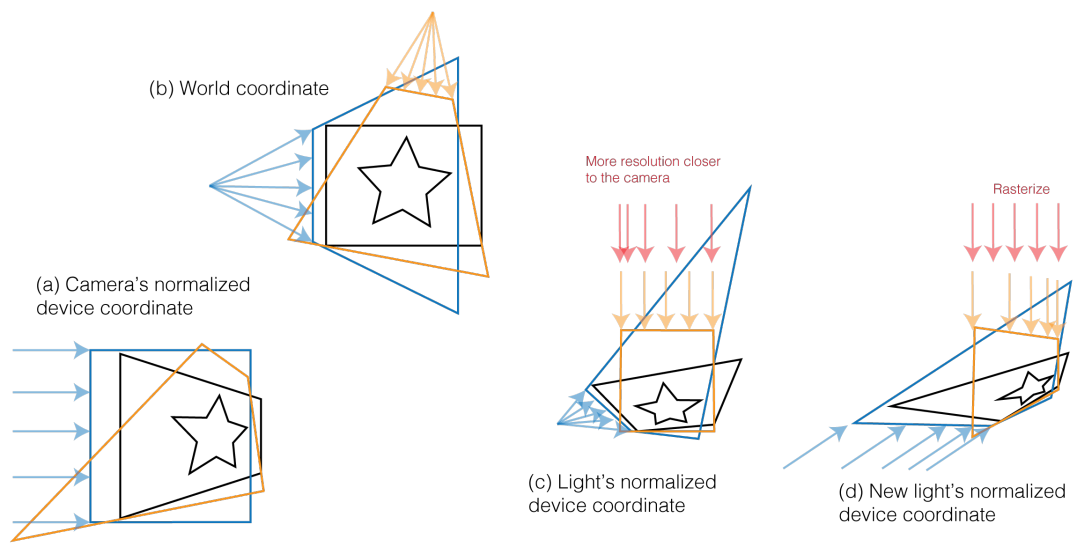 (b) World coordinate
(a) Camera's normalized
device coordinate
More resolution closer
to the camera
Rasterize
(c) Light's normalized
device coordinate
(d) New light's normalized
device coordinate